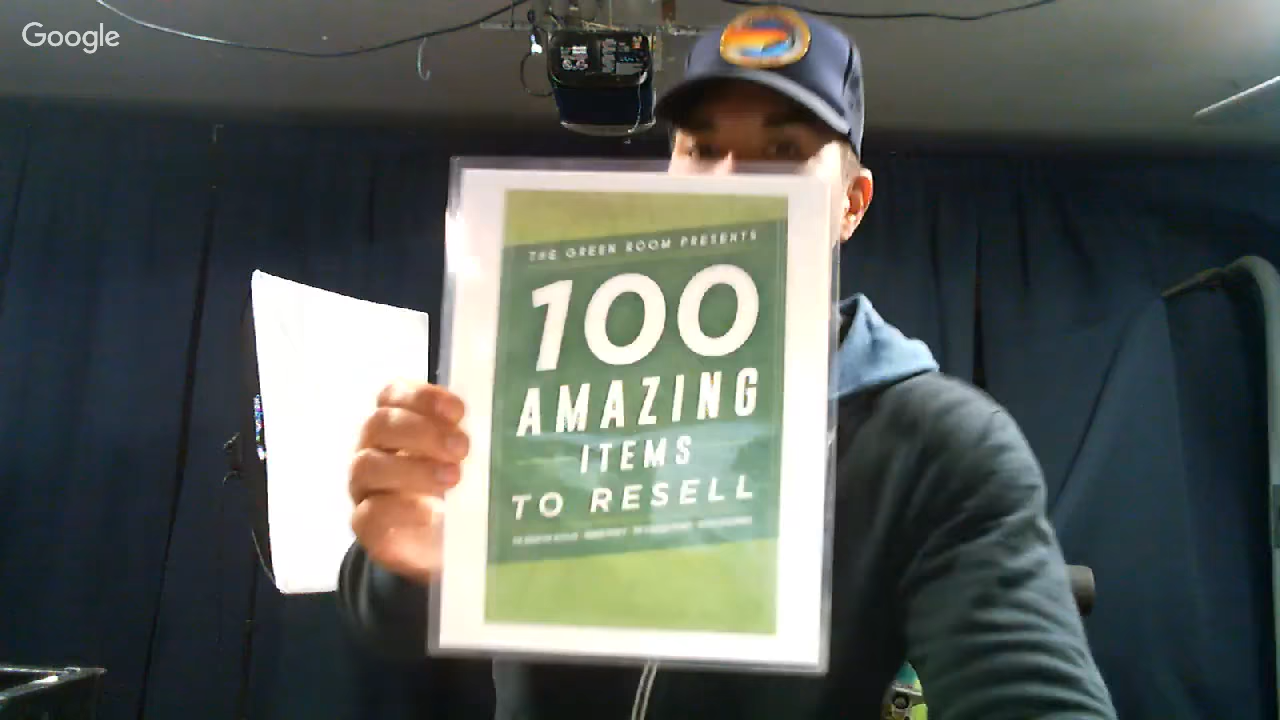 Google
THE GREEN ROOM PRESENTS
100
AMAZING
ITEMS
TO RESELL